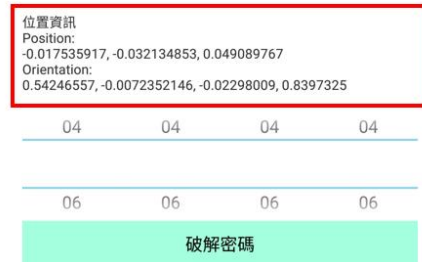 位置資訊
Position:
-0.017535917, -0.032134853, 0.049089767
Orientation:
0.54246557, -0.0072352146, -0.02298009, 0.8397325
04 04 04 04
06 06 06 06
破解密碼